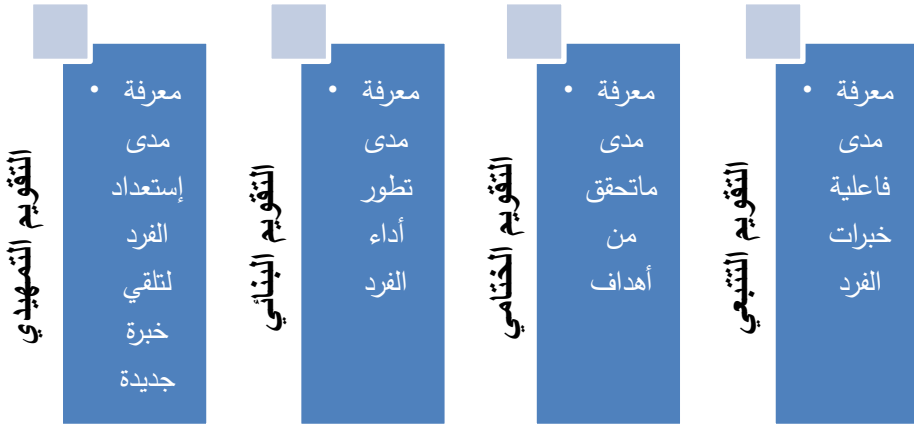 التقويم التمهيدي
• معرفة
مدى
إستعداد
الفرد
لتلقي
خبرة
جديدة
التقويم البنائي
• معرفة
مدى
تطور
أداء
الفرد
التقويم الختامي
• معرفة
مدى
ماتحقق
من
أهداف
التقويم التتبعي
• معرفة
مدى
فاعلية
خبرات
الفرد